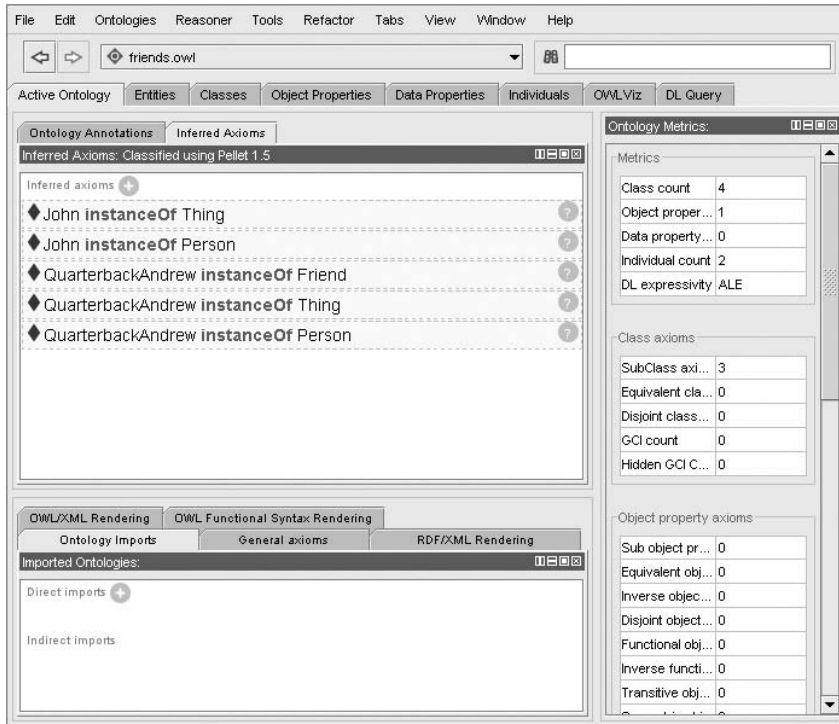 File Edit Ontologies Reasoner Tools Refactor Tabs View Window Help
friends.owl
Active Ontology Entities Classes Object Properties Data Properties Individuals OWLViz DL Query
Ontology Annotations Inferred Axioms
Inferred Axioms: Classified using Pellet 1.5
Inferred axioms
John instanceOf Thing
John instanceOf Person
QuarterbackAndrew instanceOf Friend
QuarterbackAndrew instanceOf Thing
QuarterbackAndrew instanceOf Person
OWL/XML Rendering OWL Functional Syntax Rendering
Ontology Imports General axioms RDF/XML Rendering
Imported Ontologies:
Direct imports
Indirect imports
Ontology Metrics:
Metrics
Class count 4
Object proper... 1
Data property... 0
Individual count 2
DL expressivity ALE
Class axioms
SubClass axi... 3
Equivalent cla... 0
Disjoint class... 0
GCI count 0
Hidden GCI C... 0
Object property axioms
Sub object pr... 0
Equivalent obj... 0
Inverse objec... 0
Disjoint object... 0
Functional obj... 0
Inverse functi... 0
Transitive obj... 0